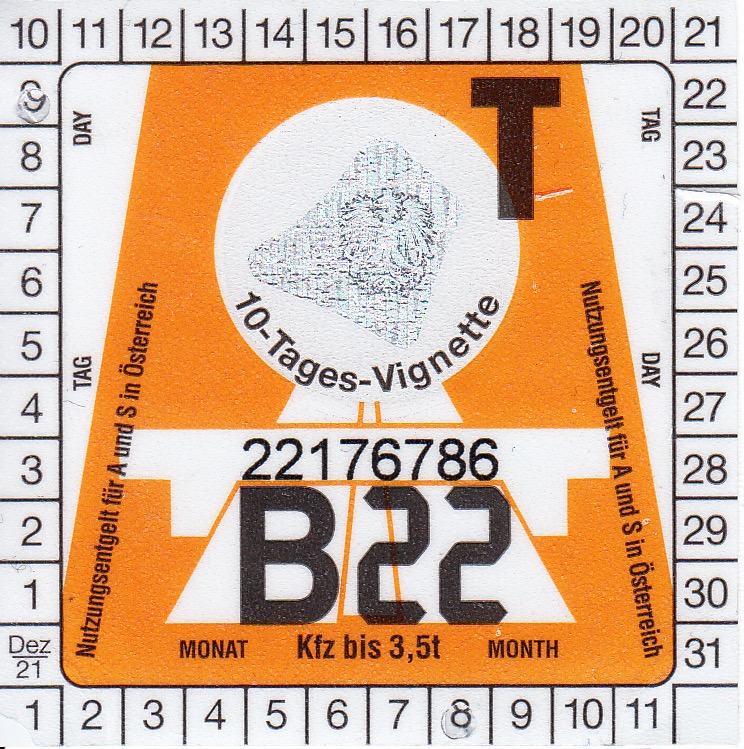 10 11 12 13 14 15 16 17 18 19 20 21
9 22
8 23
7 24
6 25
5 26
4 27
3 28
2 29
1 30
Dez 21 31
1 2 3 4 5 6 7 8 9 10 11
DAY
TAG
T
10-Tages-Vignette
TAG
DAY
Nutzungsentgelt für A und S in Österreich
Nutzungsentgelt für A und S in Österreich
22176786
B22
MONAT Kfz bis 3,5t MONTH